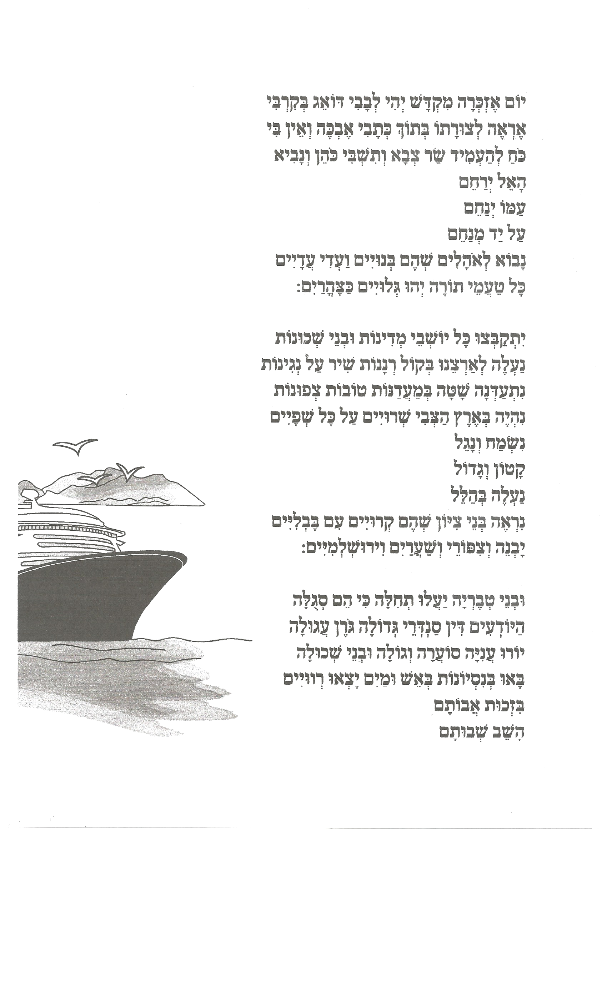 יוֹם אֶזְכְּרָה מִקְדָּשׁ יְהִי לְבָבִי דּוֹאֵג בְּקִרְבִּי
אֶרְאֶה לְצוּרָתוֹ בְּתוֹךְ כְּתָבִי אֶבְכֶּה וְאֵין בִּי
כֹּחַ לְהַעְמִיד שַׂר צְבָא וְתִשְׁבִּי כֹּהֵן וְנָבִיא
הָאֵל יְרַחֵם
עַמּוֹ יְנַחֵם
עַל יַד מְנַחֵם
נָבוֹא לְאֹהָלִים שֶׁהֶם בְּנוּיִים וַעְדִי עֲדָיִים
כָּל טַעֲמֵי תוֹרָה יְהוּ גְּלוּיִים כַּצָּהֳרַיִם:
יִתְקַבְּצוּ כָּל יוֹשְׁבֵי מְדִינוֹת וּבְנֵי שְׁכוּנוֹת
נַעְלֶה לְאַרְצֵנוּ בְּקוֹל רְנָנוֹת שִׁיר עַל נְגִינוֹת
נִתְעַדְּנָה שָׁטָּה בְּמַעֲדַנּוֹת טוֹבוֹת צְפוּנוֹת
נִהְיֶה בְּאֶרֶץ הַצְּבִי שְׁרוּיִים עַל כָּל שְׁפָיִים
נִשְׂמַח וְנָגֵל
קָטוֹן וְגָדוֹל
נַעְלֶה בְּהַלֵּל
נִרְאֶה בְּנֵי צִיּוֹן שְׁהֶם קְרוּיִים עִם בָּבְלִיִּים
יָבְנֵה וְצִפּוֹרֵי וְשַׁעֲרַיִם וִירוּשְׁלְמִיִּים:
וּבְנֵי טְבֶרְיָה יַעֲלוּ תְחִלָּה כִּי הֵם סְגֻלָּה
הַיּוֹדְעִים דִּין סַנְדְּרֵי גְּדוֹלָה גֹּרֶן עֲגוּלָה
יוֹרוּ עֲנִיָּה סוֹעֲרָה וְגוֹלָה וּבְנֵי שְׁכוּלָה
בָּאוּ בְּנִסְיוֹנוֹת בְּאֵשׁ וּמַיִם יָצְאוּ רְווּיִים
בִּזְכוּת אֲבוֹתָם
הָשֵׁב שְׁבוּתָם